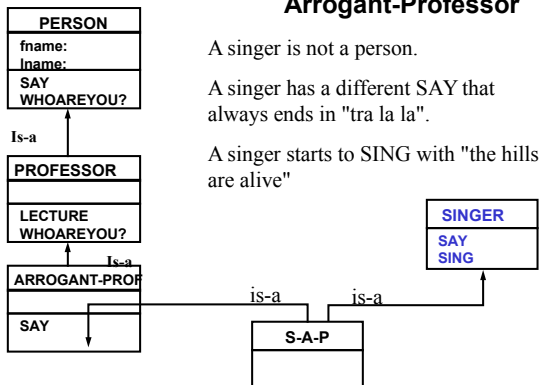 Arrogant-Professor
PERSON
fname:
lname:
SAY
WHOAREYOU?
A singer is not a person.
A singer has a different SAY that
always ends in "tra la la".
A singer starts to SING with "the hills
are alive"
Is-a
PROFESSOR
LECTURE
WHOAREYOU?
Is-a
ARROGANT-PROF
SAY
SINGER
SAY
SING
is-a
is-a
S-A-P